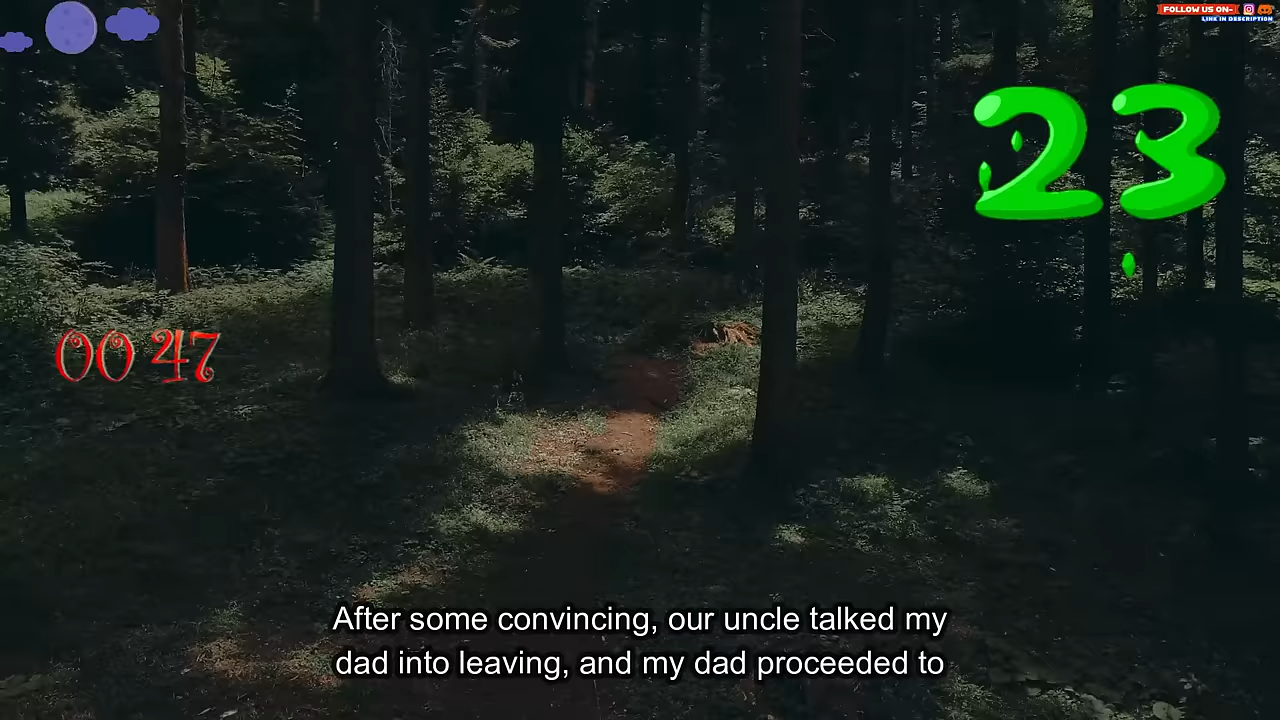 FOLLOW US ON-
LINK IN DESCRIPTION
23
00 47
After some convincing, our uncle talked my
dad into leaving, and my dad proceeded to